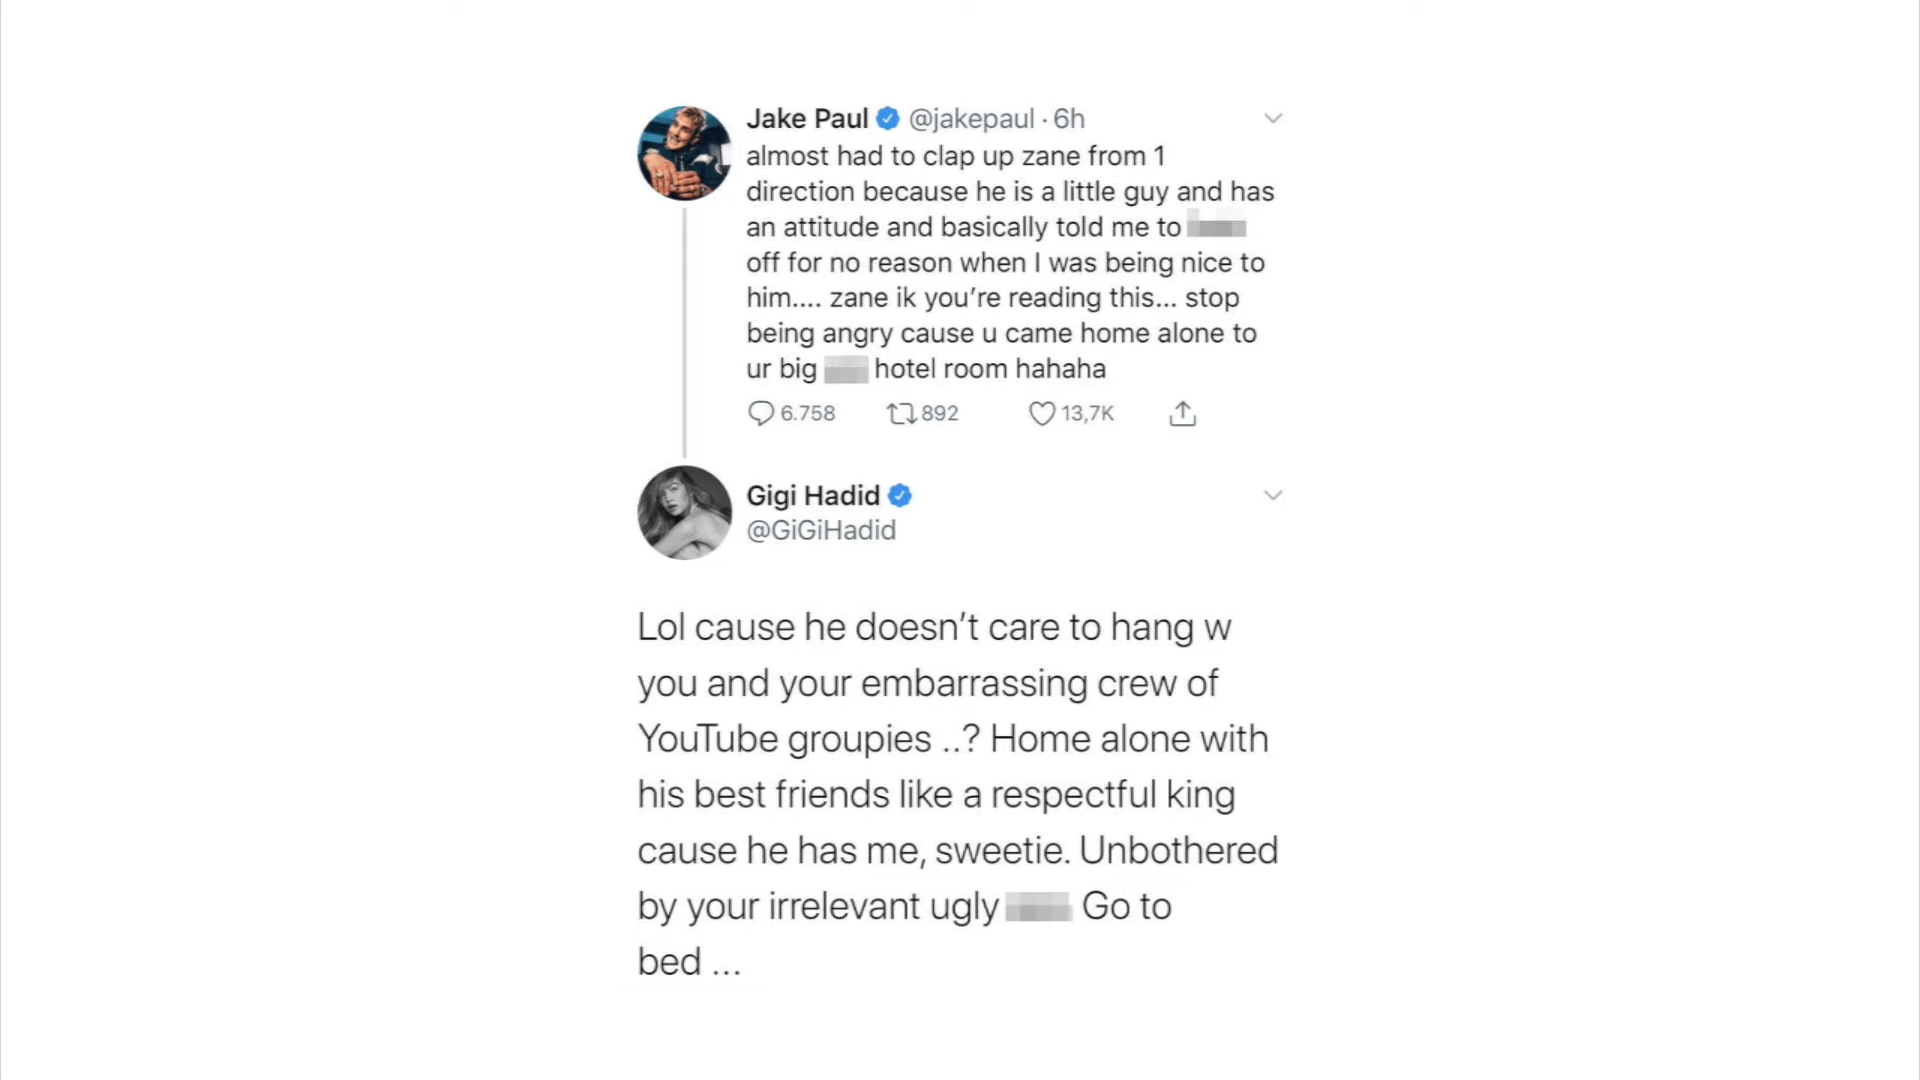 Jake Paul @jakepaul · 6h
almost had to clap up zane from 1
direction because he is a little guy and has
an attitude and basically told me to
off for no reason when I was being nice to
him.... zane ik you're reading this... stop
being angry cause u came home alone to
ur big hotel room hahaha
6.758 892 13,7K
Gigi Hadid
@GiGiHadid
Lol cause he doesn't care to hang w
you and your embarrassing crew of
YouTube groupies ..? Home alone with
his best friends like a respectful king
cause he has me, sweetie. Unbothered
by your irrelevant ugly Go to
bed ...